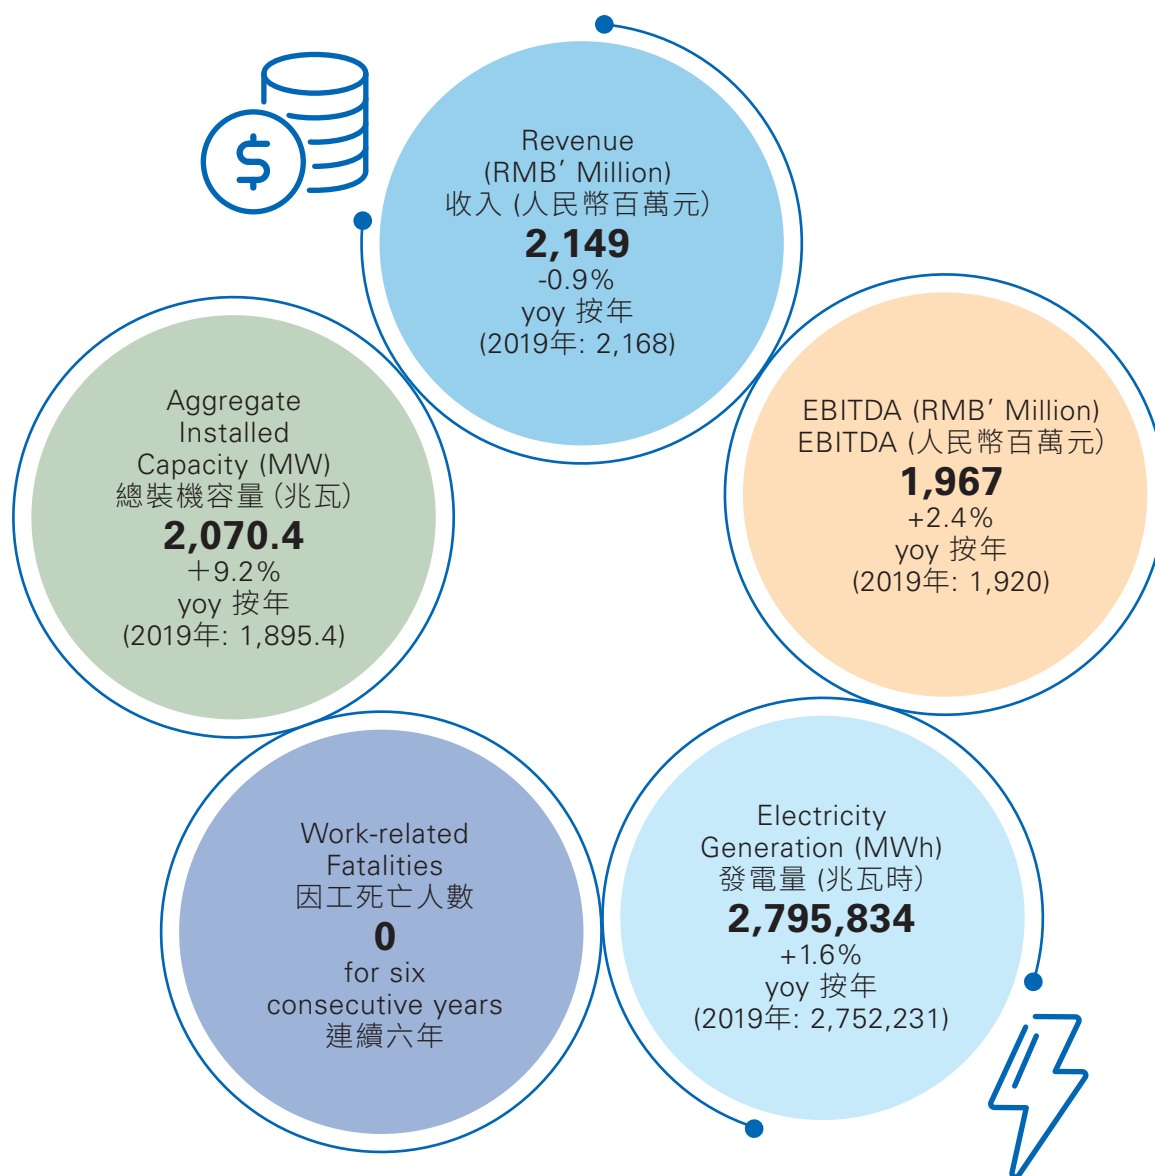 $
Revenue
(RMB' Million)
收入 (人民幣百萬元)
2,149
-0.9%
yoy 按年
(2019年: 2,168)
Aggregate
Installed
Capacity (MW)
總裝機容量 (兆瓦)
2,070.4
+9.2%
yoy 按年
(2019年: 1,895.4)
EBITDA (RMB' Million)
EBITDA (人民幣百萬元)
1,967
+2.4%
yoy 按年
(2019年: 1,920)
Work-related
Fatalities
因工死亡人數
0
for six
consecutive years
連續六年
Electricity
Generation (MWh)
發電量 (兆瓦時)
2,795,834
+1.6%
yoy 按年
(2019年: 2,752,231)